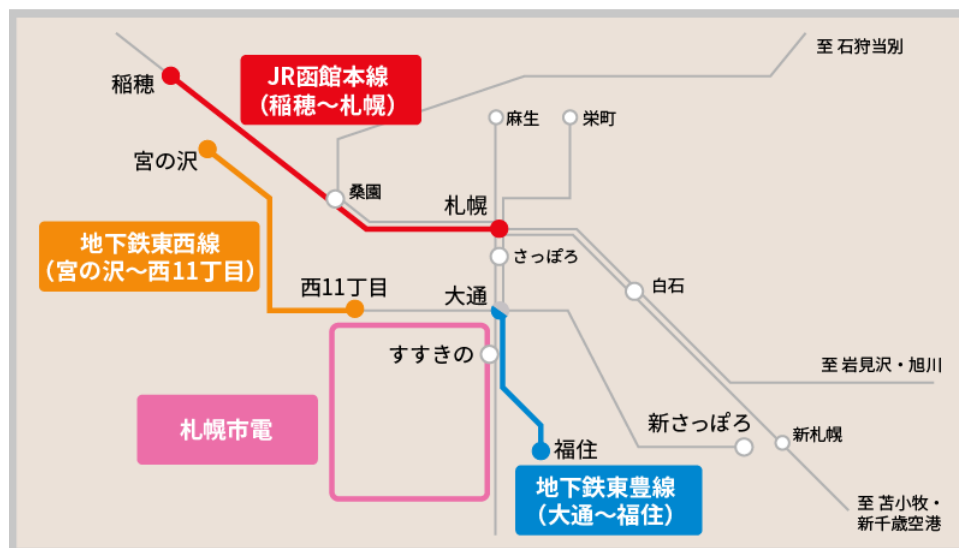 至 石狩当別
JR函館本線
（稲穂～札幌）
稲穂
麻生
栄町
宮の沢
桑園
札幌
地下鉄東西線
（宮の沢～西11丁目）
さっぽろ
西11丁目
大通
白石
すすきの
至 岩見沢・旭川
札幌市電
新さっぽろ
新札幌
福住
地下鉄東豊線
（大通～福住）
至 苫小牧・
新千歳空港